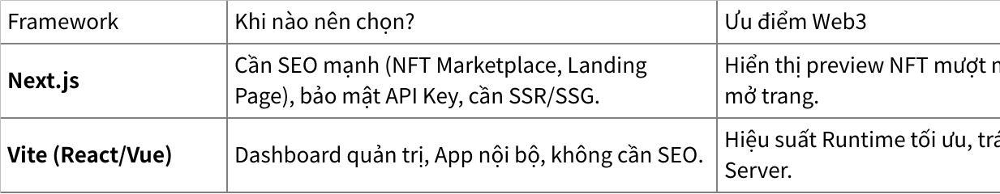 Framework
Khi nào nên chọn?
Ưu điểm Web3
Next.js
Cần SEO mạnh (NFT Marketplace, Landing
Page), bảo mật API Key, cần SSR/SSG.
Hiển thị preview NFT mượt
mở trang.
Vite (React/Vue)
Dashboard quản trị, App nội bộ, không cần SEO.
Hiệu suất Runtime tối ưu,
Server.